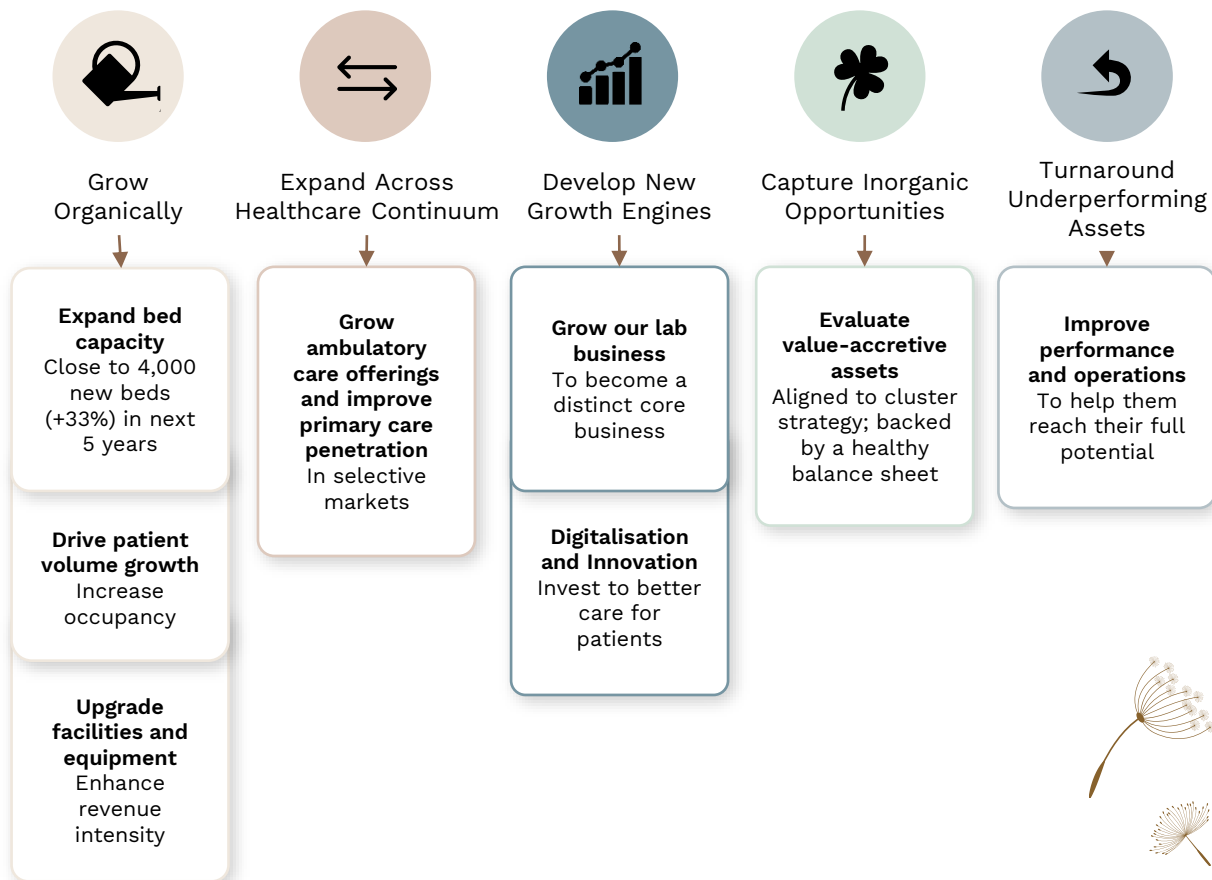 Grow
Organically
Expand bed
capacity
Close to 4,000
new beds
(+33%) in next
5 years
Drive patient
volume growth
Increase
occupancy
Upgrade
facilities and
equipment
Enhance
revenue
intensity
Expand Across
Healthcare Continuum
Grow
ambulatory
care offerings
and improve
primary care
penetration
In selective
markets
Develop New
Growth Engines
Grow our lab
business
To become a
distinct core
business
Digitalisation
and Innovation
Invest to better
care for
patients
Capture Inorganic
Opportunities
Evaluate
value-accretive
assets
Aligned to cluster
strategy; backed
by a healthy
balance sheet
Turnaround
Underperforming
Assets
Improve
performance
and operations
To help them
reach their full
potential